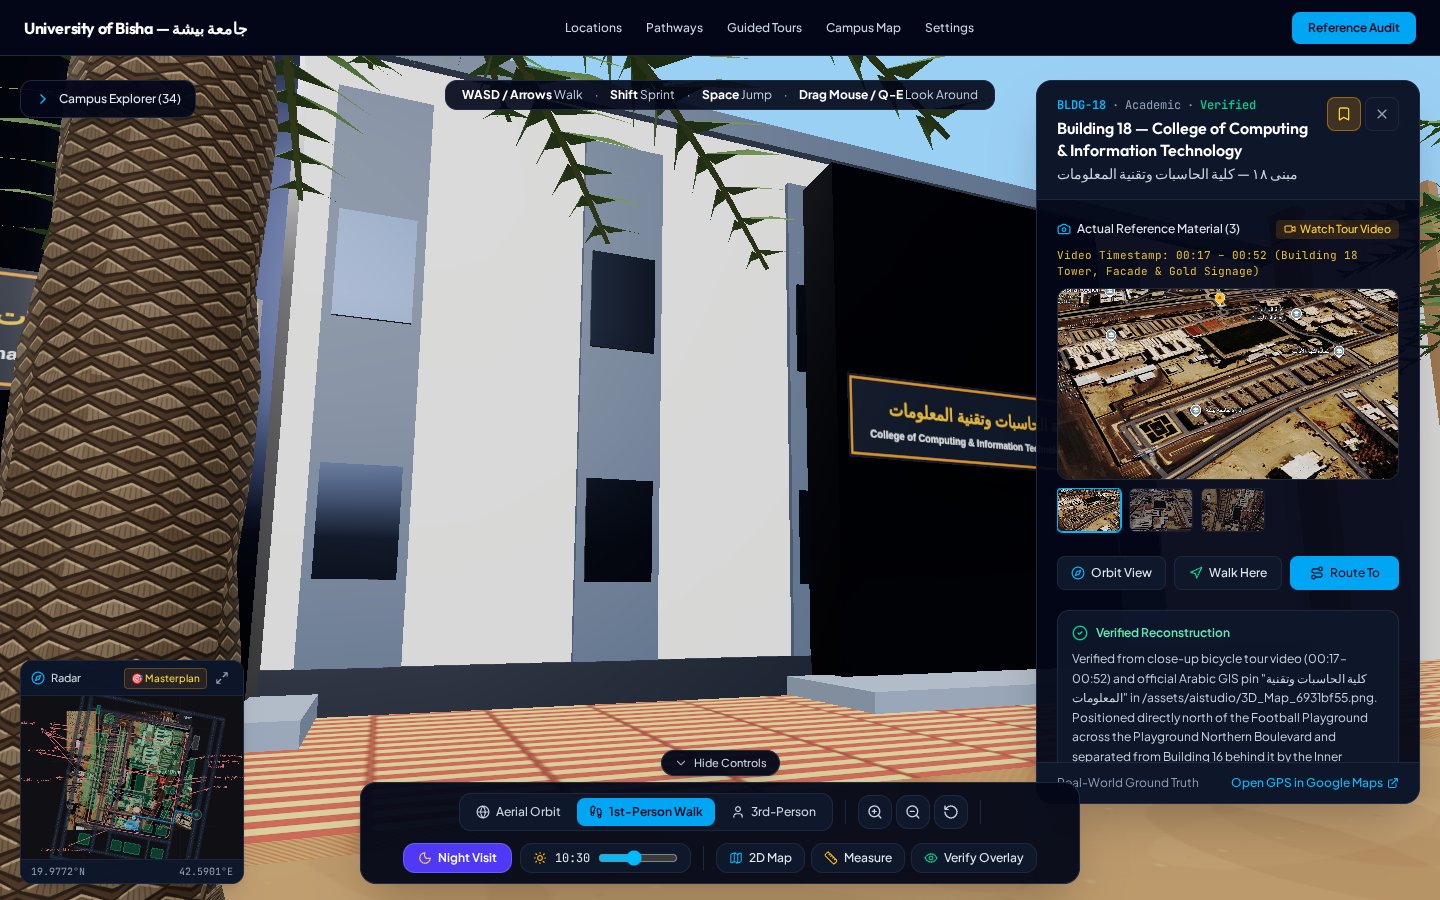 University of Bisha — جامعة بيشة
Locations
Pathways
Guided Tours
Campus Map
Settings
Reference Audit
Campus Explorer (34)
WASD / Arrows Walk · Shift Sprint · Space Jump · Drag Mouse / Q-E Look Around
BLDG-18 · Academic · Verified
Building 18 — College of Computing
& Information Technology
مبنى ١٨ — كلية الحاسبات وتقنية المعلومات
Actual Reference Material (3)
Watch Tour Video
Video Timestamp: 00:17 – 00:52 (Building 18
Tower, Facade & Gold Signage)
الحاسبات وتقنية المعلومات
College of Computing & Information
Orbit View
Walk Here
Route To
Verified Reconstruction
Verified from close-up bicycle tour video (00:17–
00:52) and official Arabic GIS pin "كلية الحاسبات وتقنية
المعلومات" in /assets/aistudio/3D_Map_6931bf55.png.
Positioned directly north of the Football Playground
across the Playground Northern Boulevard and
separated from Building 16 behind it by the Inner
Real-World Ground Truth
Open GPS in Google Maps
Radar
Masterplan
19.9772°N
42.5901°E
Hide Controls
Aerial Orbit
1st-Person Walk
3rd-Person
Night Visit
10:30
2D Map
Measure
Verify Overlay